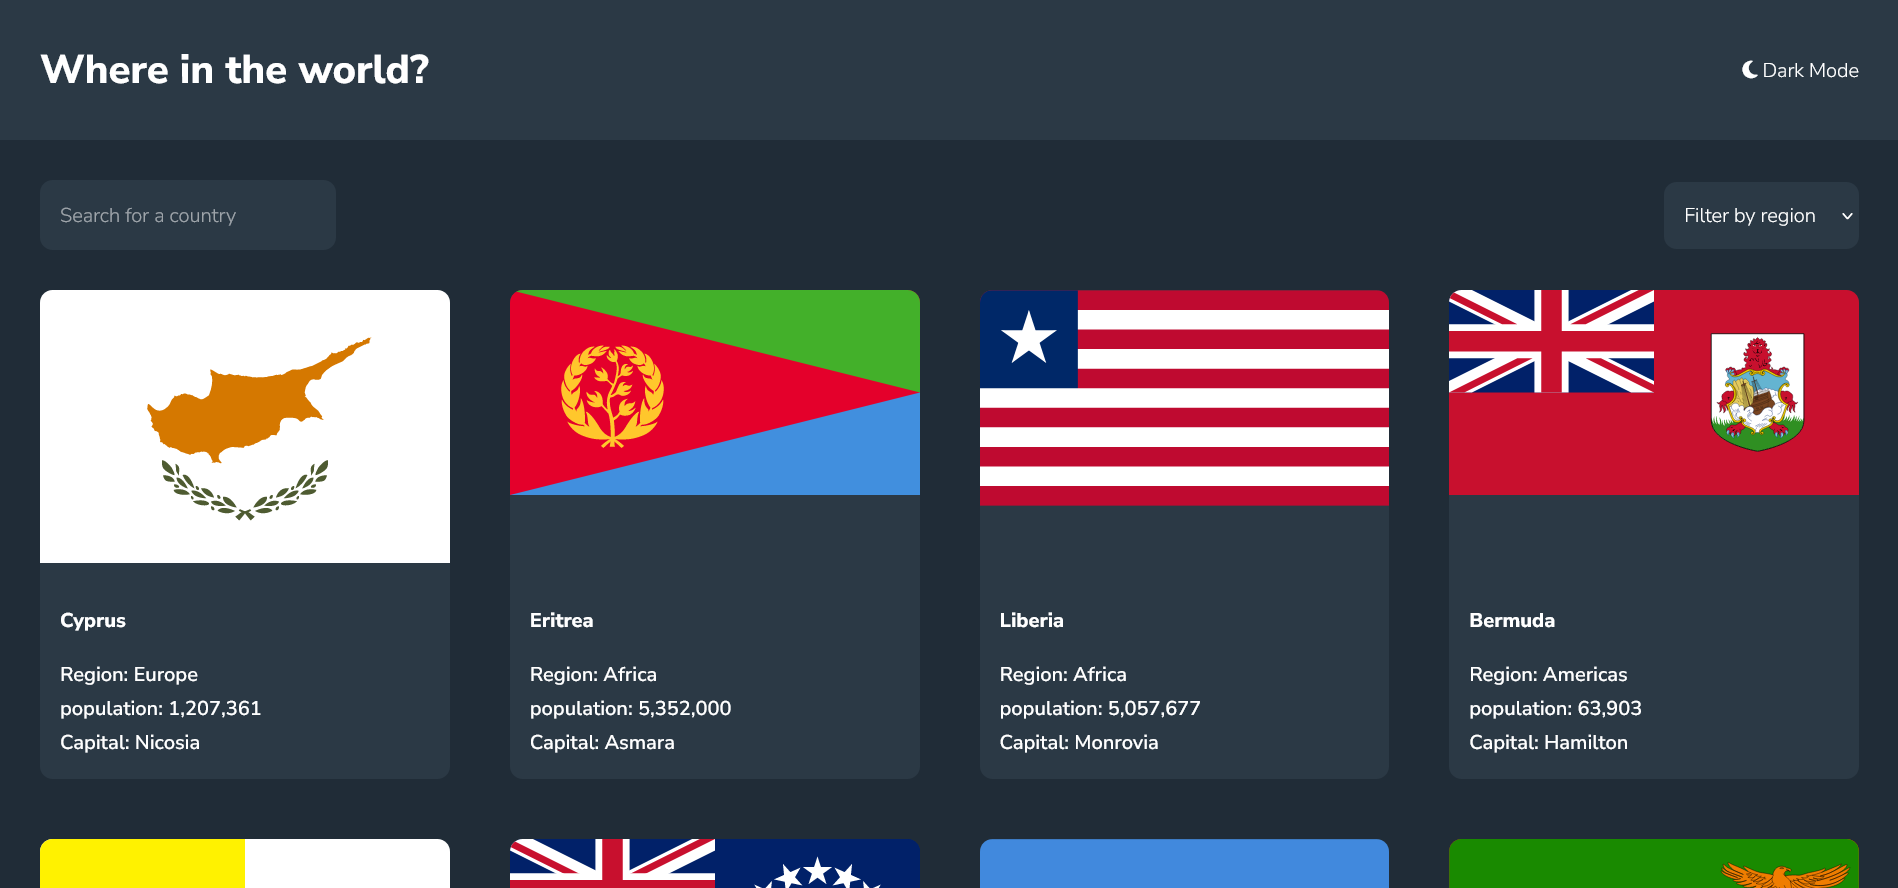 Where in the world?
Dark Mode
Search for a country
Filter by region
Cyprus
Region: Europe
population: 1,207,361
Capital: Nicosia
Eritrea
Region: Africa
population: 5,352,000
Capital: Asmara
Liberia
Region: Africa
population: 5,057,677
Capital: Monrovia
Bermuda
Region: Americas
population: 63,903
Capital: Hamilton